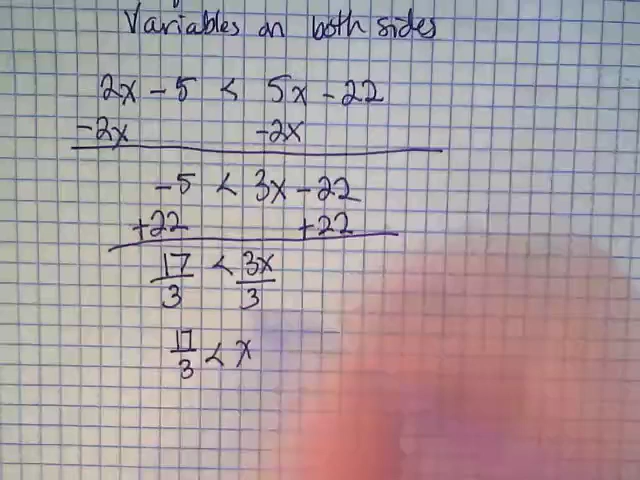 Variables on both sides
2x - 5 < 5x - 22
-2x -2x
-5 < 3x - 22
+22 +22
17/3 < 3x/3
17/3 < x